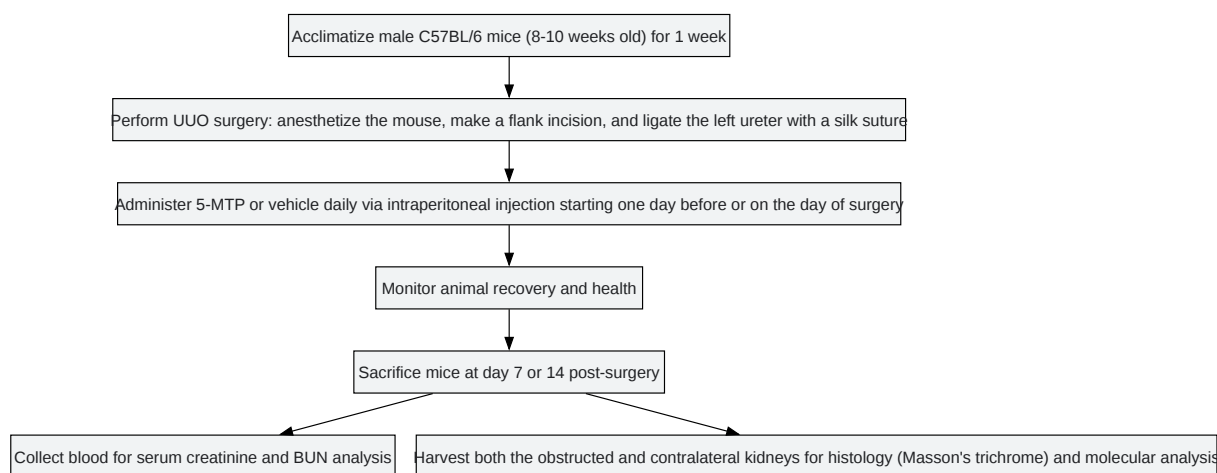 Acclimatize male C57BL/6 mice (8-10 weeks old) for 1 week
Perform UUO surgery: anesthetize the mouse, make a flank incision, and ligate the left ureter with a silk suture
Administer 5-MTP or vehicle daily via intraperitoneal injection starting one day before or on the day of surgery
Monitor animal recovery and health
Sacrifice mice at day 7 or 14 post-surgery
Collect blood for serum creatinine and BUN analysis
Harvest both the obstructed and contralateral kidneys for histology (Masson's trichrome) and molecular analysis